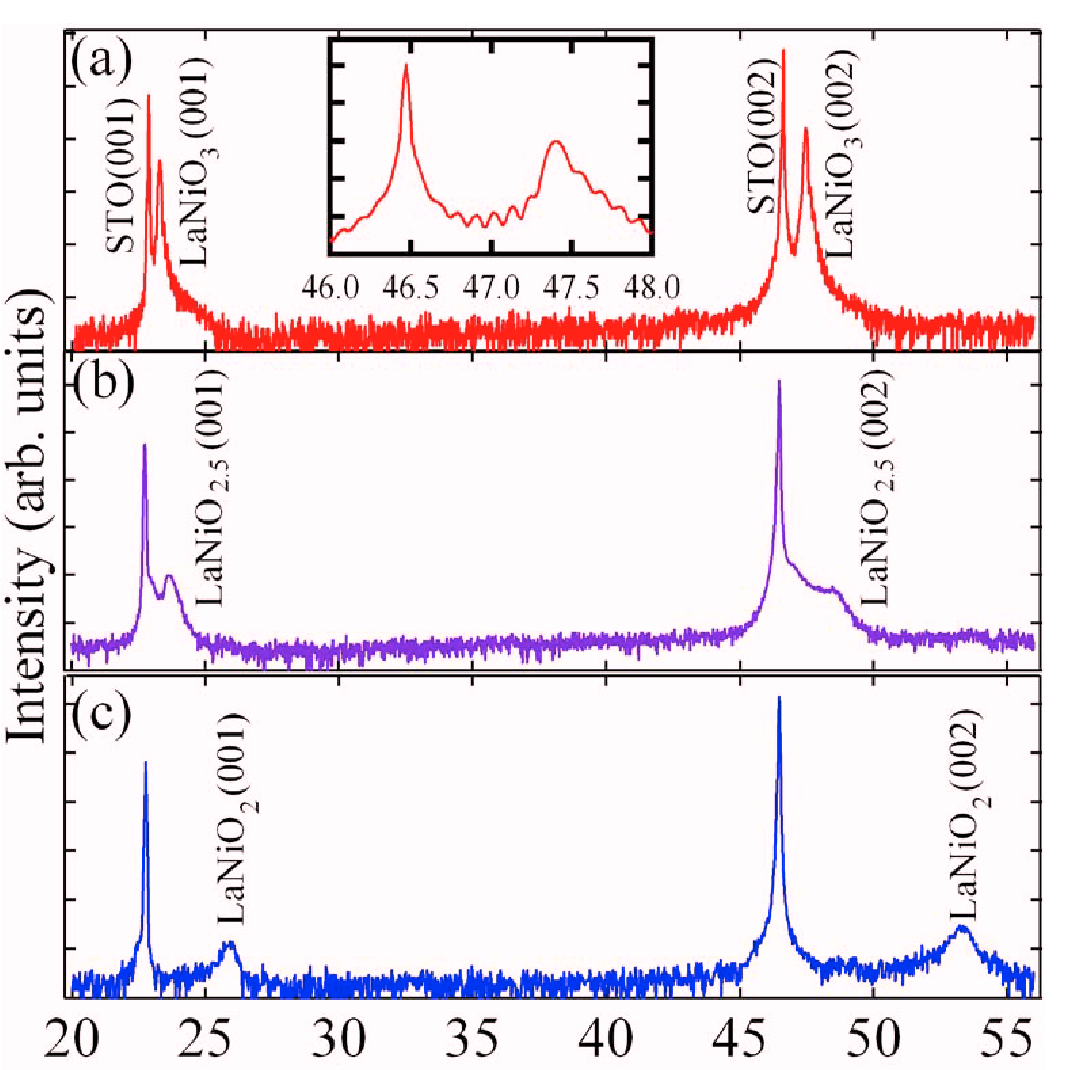 Intensity (arb. units)
(a)
STO(001)
LaNiO3 (001)
46.0 46.5 47.0 47.5 48.0
STO(002)
LaNiO3 (002)
(b)
LaNiO2.5 (001)
LaNiO2.5 (002)
(c)
LaNiO2 (001)
LaNiO2 (002)
20 25 30 35 40 45 50 55